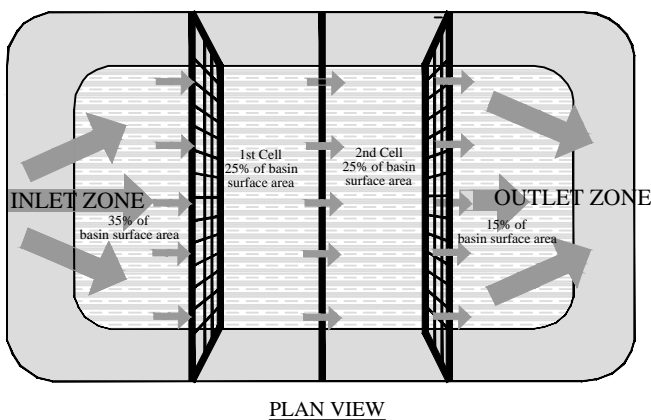 INLET ZONE
35% of
basin surface area
1st Cell
25% of basin
surface area
2nd Cell
25% of basin
surface area
OUTLET ZONE
15% of
basin surface area
PLAN VIEW